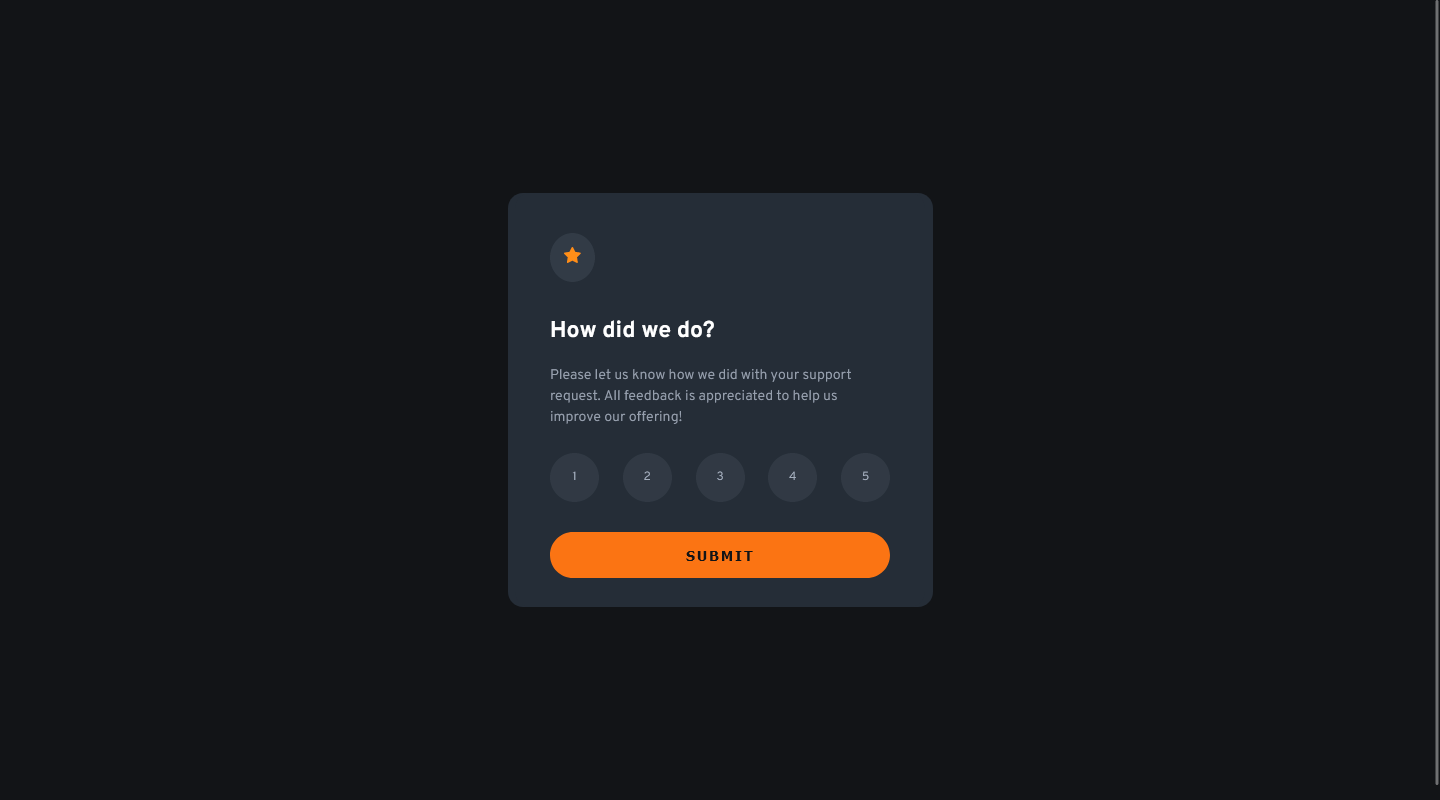 How did we do?
Please let us know how we did with your support
request. All feedback is appreciated to help us
improve our offering!
1 2 3 4 5
SUBMIT